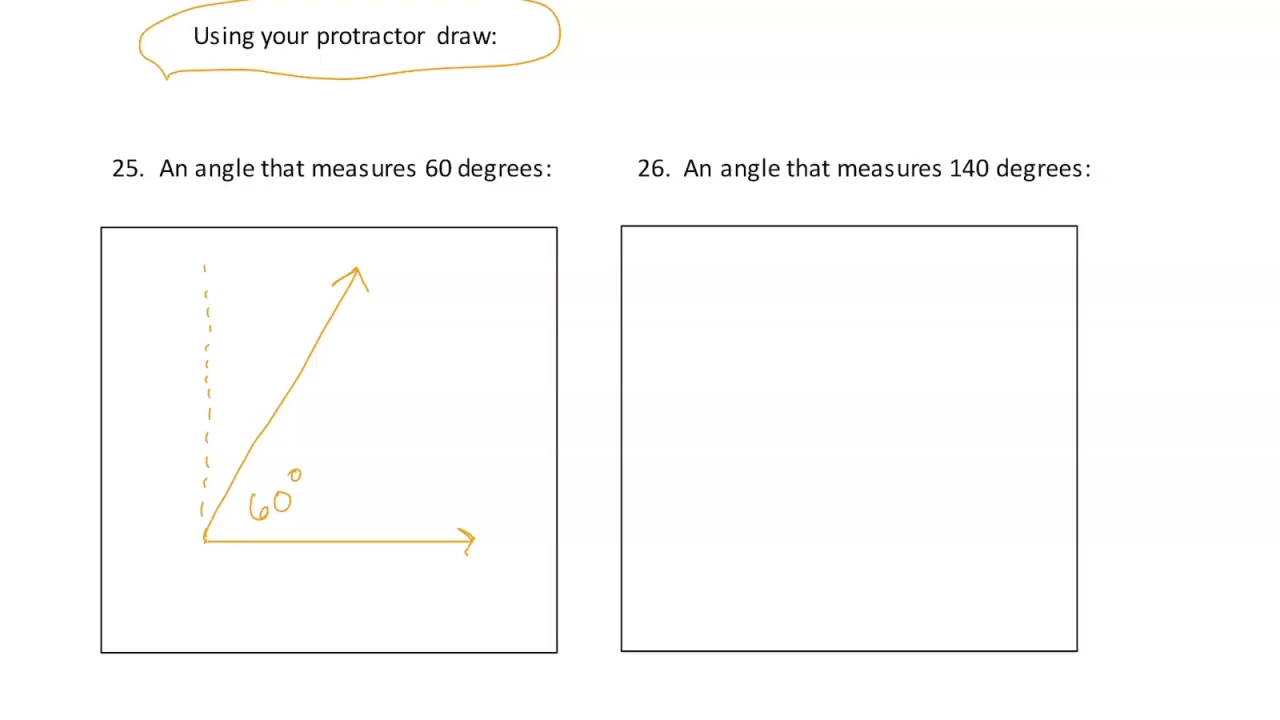 Using your protractor draw:
25. An angle that measures 60 degrees:
26. An angle that measures 140 degrees:
60°